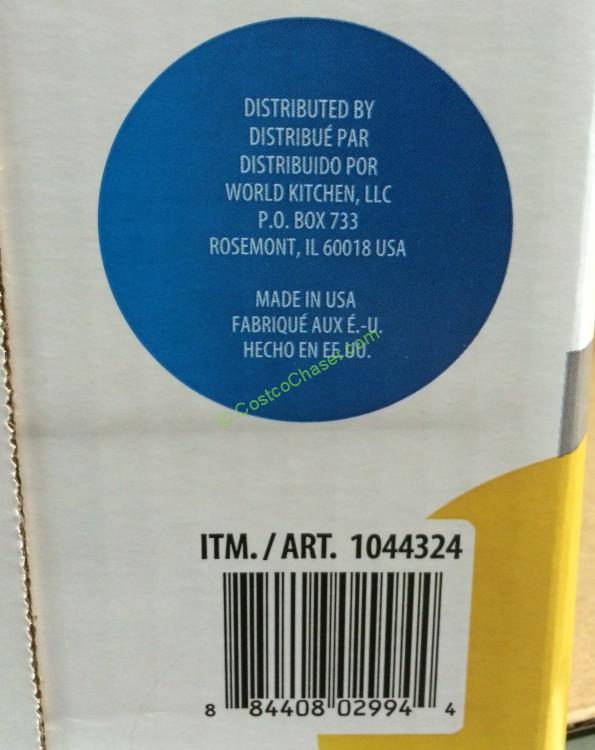 DISTRIBUTED BY
DISTRIBUÉ PAR
DISTRIBUIDO POR
WORLD KITCHEN, LLC
P.O. BOX 733
ROSEMONT, IL 60018 USA
MADE IN USA
FABRIQUÉ AUX É.-U.
HECHO EN EE.UU.
© CostcoChaser.com
ITM. / ART. 1044324
8 84408 02994 4